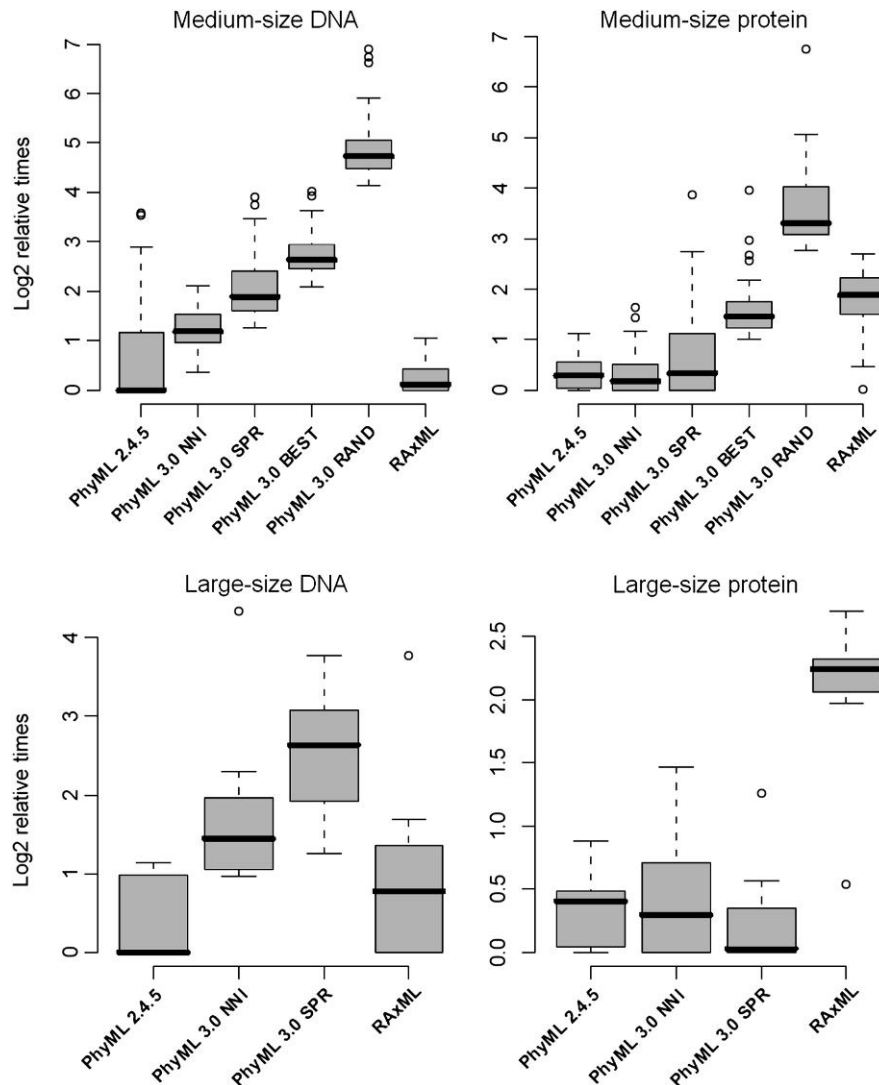 Medium-size DNA
Log2 relative times
7
6
5
4
3
2
1
0
PhyML 2.4.5
PhyML 3.0 NNI
PhyML 3.0 SPR
PhyML 3.0 BEST
PhyML 3.0 RAND
RAxML
Medium-size protein
7
6
5
4
3
2
1
0
PhyML 2.4.5
PhyML 3.0 NNI
PhyML 3.0 SPR
PhyML 3.0 BEST
PhyML 3.0 RAND
RAxML
Large-size DNA
Log2 relative times
4
3
2
1
0
PhyML 2.4.5
PhyML 3.0 NNI
PhyML 3.0 SPR
RAxML
Large-size protein
2.5
2.0
1.5
1.0
0.5
0.0
PhyML 2.4.5
PhyML 3.0 NNI
PhyML 3.0 SPR
RAxML